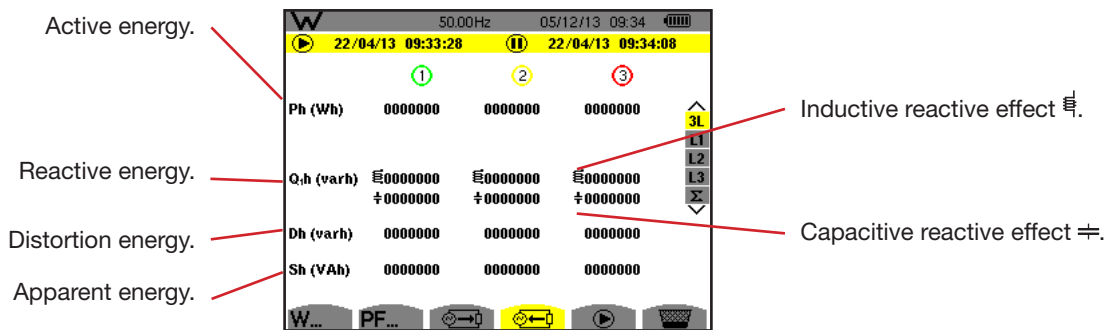 W 50.00Hz 05/12/13 09:34
22/04/13 09:33:28 22/04/13 09:34:08
1 2 3
Active energy.
Ph (Wh) 0000000 0000000 0000000
3L
L1
L2
L3
Σ
Inductive reactive effect .
Reactive energy.
Q₁h (varh) 0000000 0000000 0000000
0000000 0000000 0000000
Capacitive reactive effect .
Distortion energy.
Dh (varh) 0000000 0000000 0000000
Apparent energy.
Sh (VAh) 0000000 0000000 0000000
W... PF...